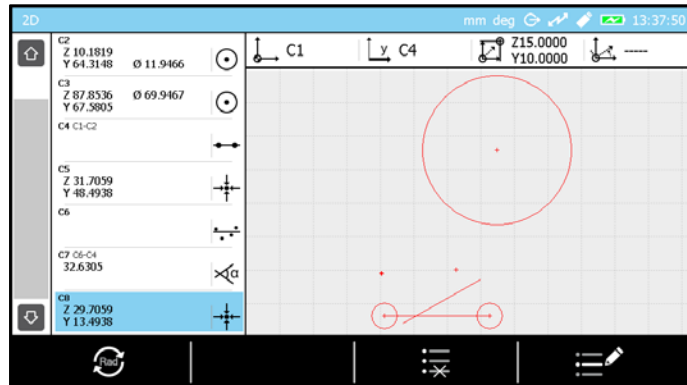 2D mm deg 13:37:50
C1 C4 Z15.0000 -----
Y10.0000
C2
Z 10.1819
Y 64.3148 Ø 11.9466
C3
Z 87.8536 Ø 69.9467
Y 67.5805
C4 C1-C2
C5
Z 31.7059
Y 48.4938
C6
C7 C6-C4
32.6305
α
C8
Z 29.7059
Y 13.4938
y
Rad